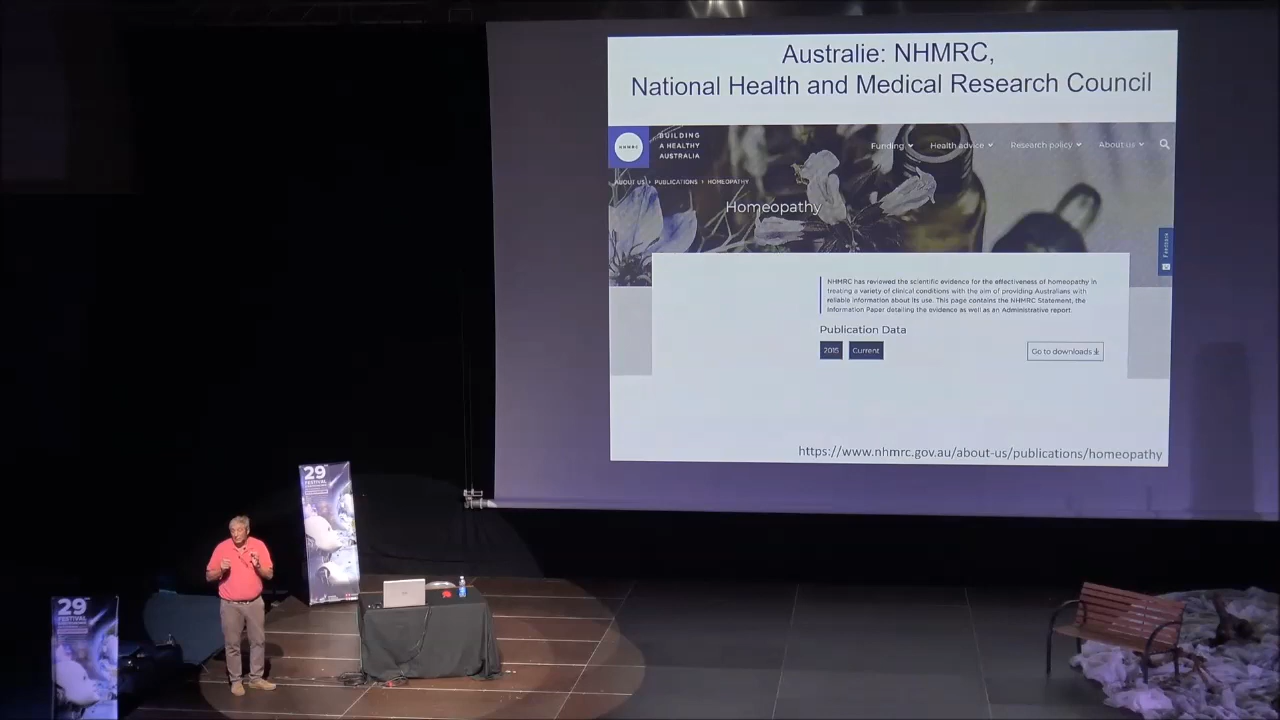 Australie: NHMRC,
National Health and Medical Research Council
NHMRC
BUILDING
A HEALTHY
AUSTRALIA
Funding Health advice Research policy About us
ABOUT US › PUBLICATIONS › HOMEOPATHY
Homeopathy
Feedback
NHMRC has reviewed the scientific evidence for the effectiveness of homeopathy in
treating a variety of clinical conditions with the aim of providing Australians with
reliable information about its use. This page contains the NHMRC Statement, the
Information Paper detailing the evidence as well as an Administrative report.
Publication Data
2015 Current
Go to downloads
https://www.nhmrc.gov.au/about-us/publications/homeopathy
29
FESTIVAL
29
FESTIVAL